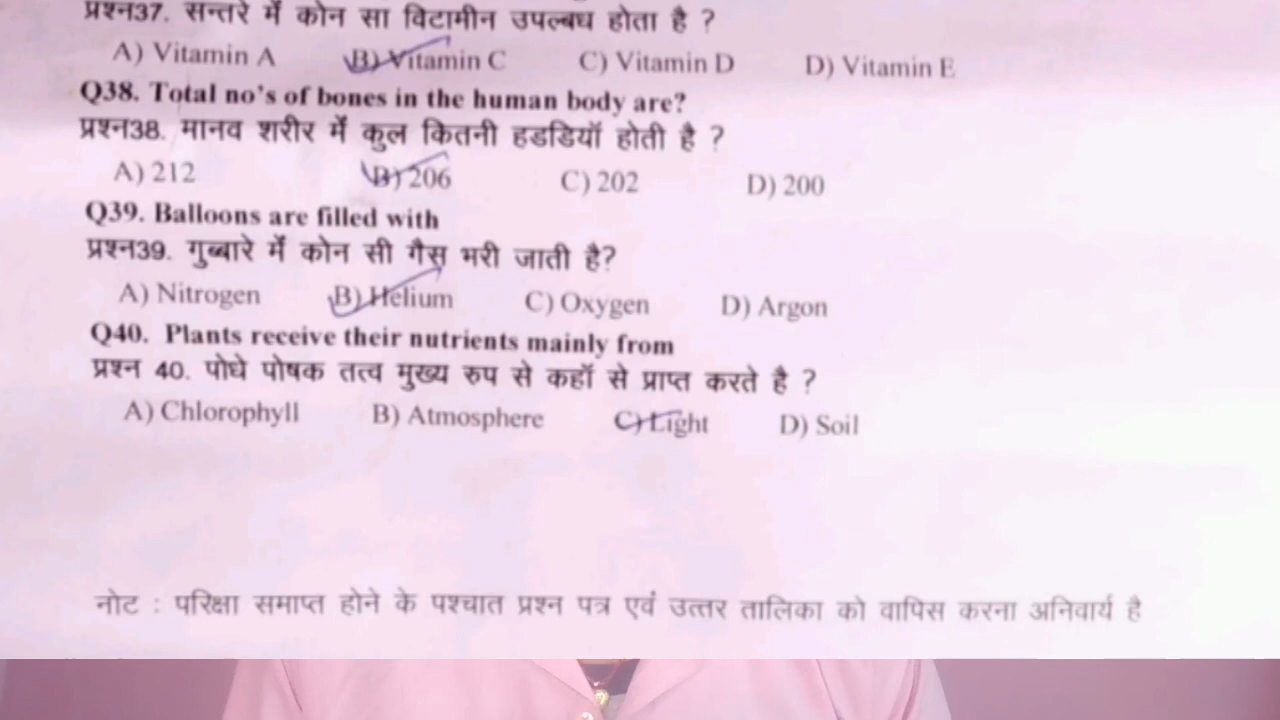 प्रश्न37. सन्तरे में कोन सा विटामीन उपल्बध होता है ?
A) Vitamin A B) Vitamin C C) Vitamin D D) Vitamin E
Q38. Total no's of bones in the human body are?
प्रश्न38. मानव शरीर में कुल कितनी हडडियॉ होती है ?
A) 212 B) 206 C) 202 D) 200
Q39. Balloons are filled with
प्रश्न39. गुब्बारे में कोन सी गैस भरी जाती है?
A) Nitrogen B) Helium C) Oxygen D) Argon
Q40. Plants receive their nutrients mainly from
प्रश्न 40. पोधे पोषक तत्व मुख्य रुप से कहॉ से प्राप्त करते है ?
A) Chlorophyll B) Atmosphere C) Light D) Soil
नोट : परिक्षा समाप्त होने के पश्चात प्रश्न पत्र एवं उत्तर तालिका को वापिस करना अनिवार्य है